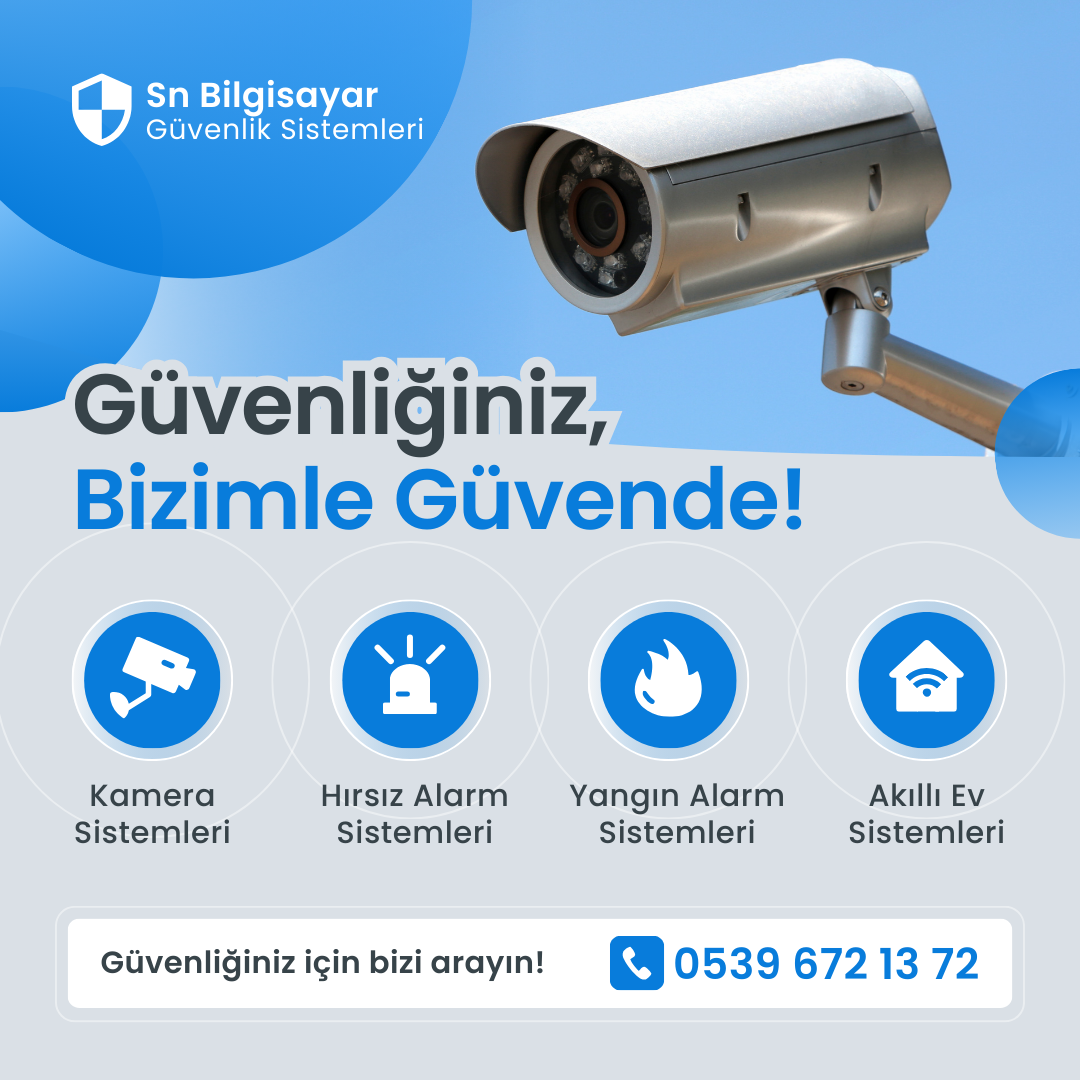 Sn Bilgisayar
Güvenlik Sistemleri
Güvenliğiniz,
Bizimle Güvende!
Kamera
Sistemleri
Hırsız Alarm
Sistemleri
Yangın Alarm
Sistemleri
Akıllı Ev
Sistemleri
Güvenliğiniz için bizi arayın!
0539 672 13 72